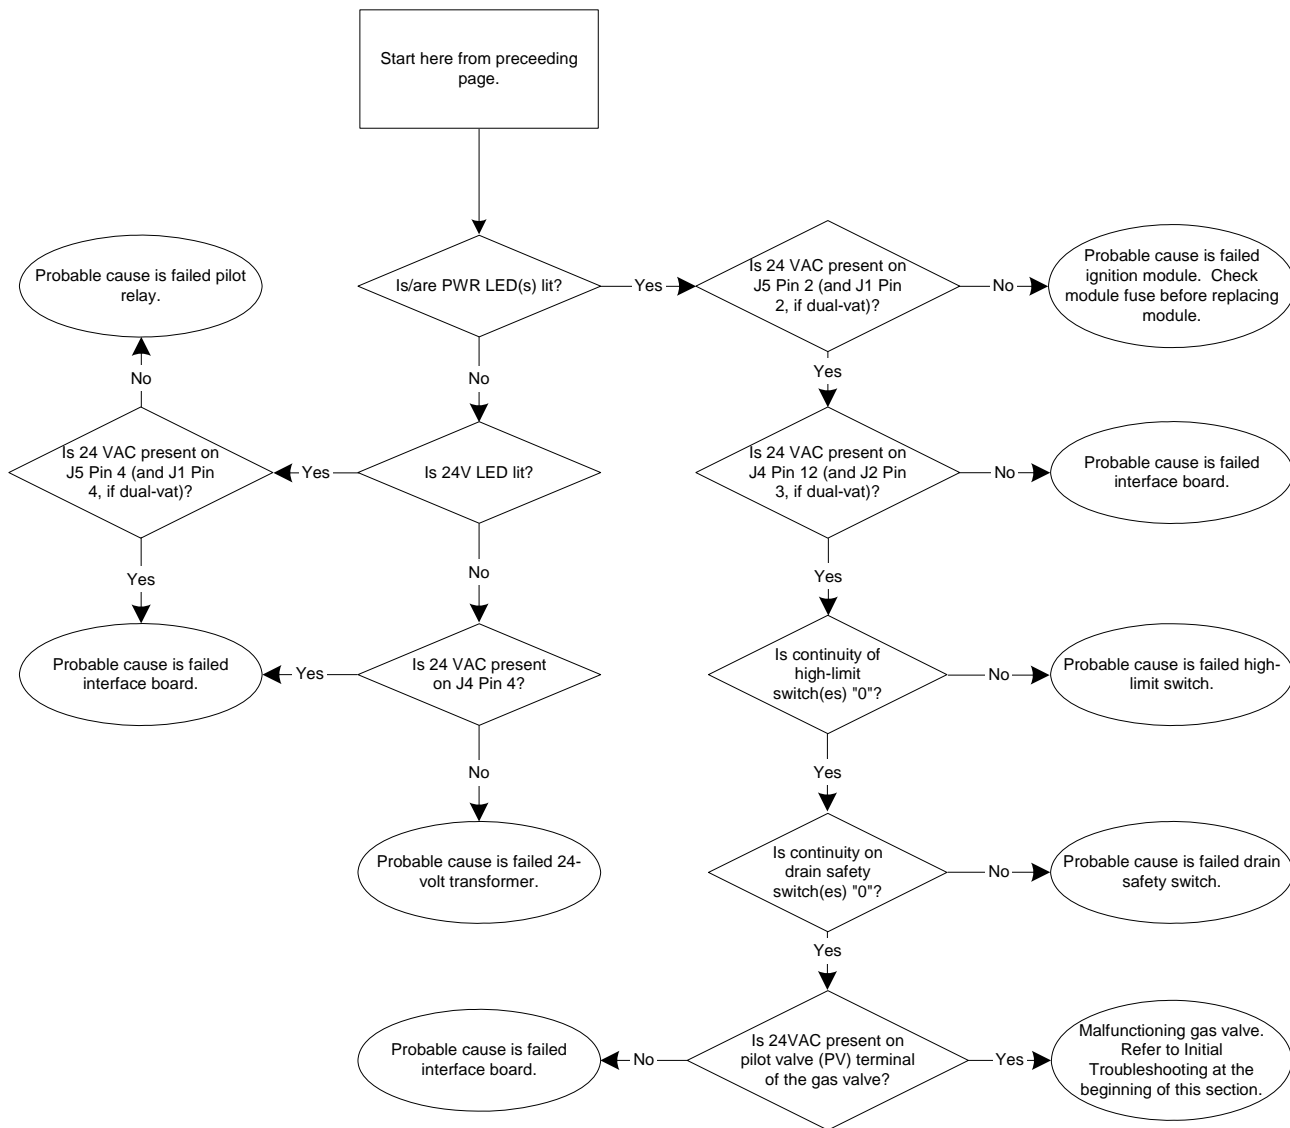 Start here from preceeding
page.
Is/are PWR LED(s) lit?
Yes
Is 24 VAC present on
J5 Pin 2 (and J1 Pin
2, if dual-vat)?
No
Probable cause is failed
ignition module.  Check
module fuse before replacing
module.
Probable cause is failed pilot
relay.
No
No
Yes
Is 24 VAC present on
J5 Pin 4 (and J1 Pin
4, if dual-vat)?
Yes
Is 24V LED lit?
Is 24 VAC present on
J4 Pin 12 (and J2 Pin
3, if dual-vat)?
No
Probable cause is failed
interface board.
Yes
No
Yes
Probable cause is failed
interface board.
Yes
Is 24 VAC present
on J4 Pin 4?
Is continuity of
high-limit
switch(es) "0"?
No
Probable cause is failed high-
limit switch.
No
Yes
Probable cause is failed 24-
volt transformer.
Is continuity on
drain safety
switch(es) "0"?
No
Probable cause is failed drain
safety switch.
Yes
Probable cause is failed
interface board.
No
Is 24VAC present on
pilot valve (PV) terminal
of the gas valve?
Yes
Malfunctioning gas valve.
Refer to Initial
Troubleshooting at the
beginning of this section.